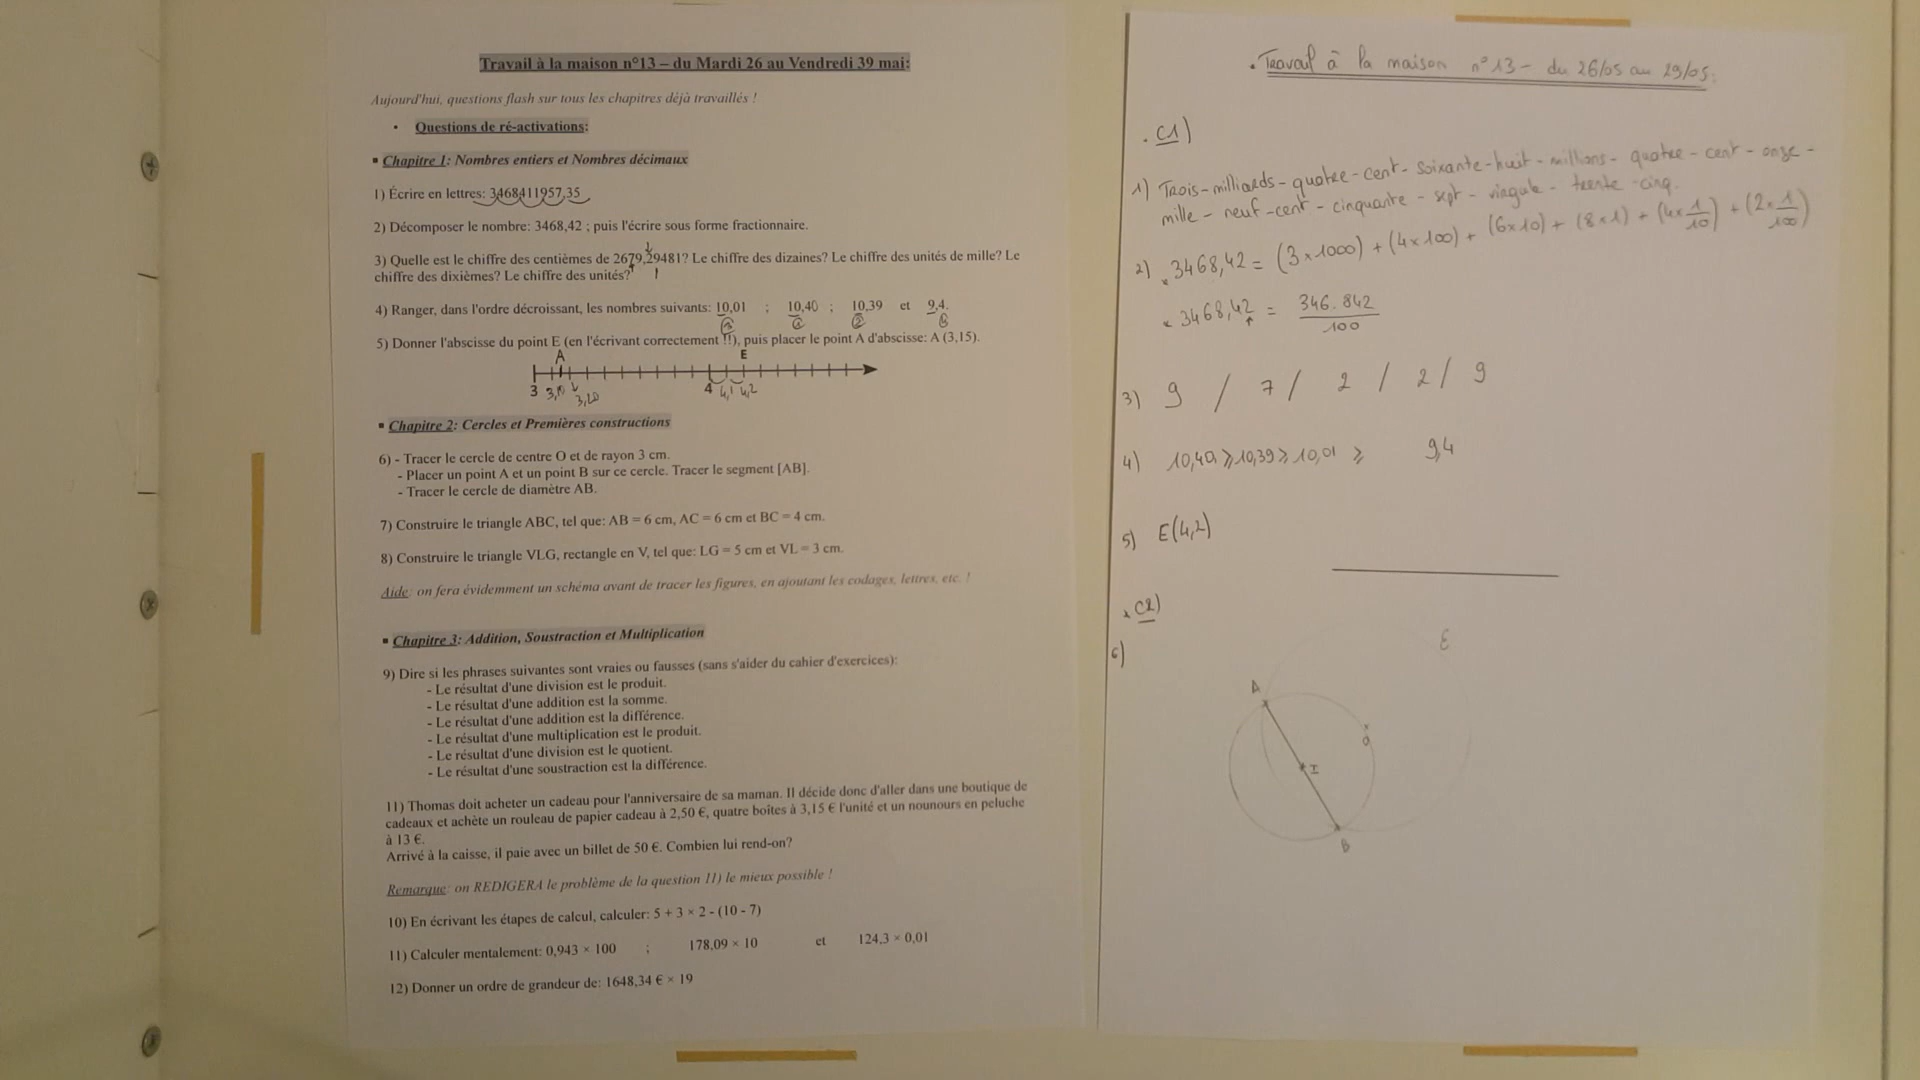 Travail à la maison n°13 – du Mardi 26 au Vendredi 39 mai:
Aujourd'hui, questions flash sur tous les chapitres déjà travaillés !
• Questions de ré-activations:
▪ Chapitre 1: Nombres entiers et Nombres décimaux
1) Écrire en lettres: 3468411957,35
2) Décomposer le nombre: 3468,42 ; puis l'écrire sous forme fractionnaire.
3) Quelle est le chiffre des centièmes de 2679,29481? Le chiffre des dizaines? Le chiffre des unités de mille? Le
chiffre des dixièmes? Le chiffre des unités?
4) Ranger, dans l'ordre décroissant, les nombres suivants: 10,01 ; 10,40 ; 10,39 et 9,4.
5) Donner l'abscisse du point E (en l'écrivant correctement !!), puis placer le point A d'abscisse: A (3,15).
A E
3 3,10 3,20 4 4,1 4,2
▪ Chapitre 2: Cercles et Premières constructions
6) - Tracer le cercle de centre O et de rayon 3 cm.
- Placer un point A et un point B sur ce cercle. Tracer le segment [AB].
- Tracer le cercle de diamètre AB.
7) Construire le triangle ABC, tel que: AB = 6 cm, AC = 6 cm et BC = 4 cm.
8) Construire le triangle VLG, rectangle en V, tel que: LG = 5 cm et VL = 3 cm.
Aide: on fera évidemment un schéma avant de tracer les figures, en ajoutant les codages, lettres, etc. !
▪ Chapitre 3: Addition, Soustraction et Multiplication
9) Dire si les phrases suivantes sont vraies ou fausses (sans s'aider du cahier d'exercices):
- Le résultat d'une division est le produit.
- Le résultat d'une addition est la somme.
- Le résultat d'une addition est la différence.
- Le résultat d'une multiplication est le produit.
- Le résultat d'une division est le quotient.
- Le résultat d'une soustraction est la différence.
11) Thomas doit acheter un cadeau pour l'anniversaire de sa maman. Il décide donc d'aller dans une boutique de
cadeaux et achète un rouleau de papier cadeau à 2,50 €, quatre boîtes à 3,15 € l'unité et un nounours en peluche
à 13 €.
Arrivé à la caisse, il paie avec un billet de 50 €. Combien lui rend-on?
Remarque: on REDIGERA le problème de la question 11) le mieux possible !
10) En écrivant les étapes de calcul, calculer: 5 + 3 × 2 - (10 - 7)
11) Calculer mentalement: 0,943 × 100 ; 178,09 × 10 et 124,3 × 0,01
12) Donner un ordre de grandeur de: 1648,34 € × 19
. Travail à la maison n°13 - du 26/05 au 29/05:
. C1)
1) Trois-milliards-quatre-cent-soixante-huit-millions-quatre-cent-onze-
mille-neuf-cent-cinquante-sept-virgule-trente-cinq.
2) 3468,42 = (3×1000) + (4×100) + (6×10) + (8×1) + (4×1/10) + (2×1/100)
3468,42 = 346.842/100
3) 9 / 7 / 2 / 2 / 9
4) 10,40 ⩾ 10,39 ⩾ 10,01 ⩾ 9,4
5) E(4,2)
C2)
6)
A
O
I
B